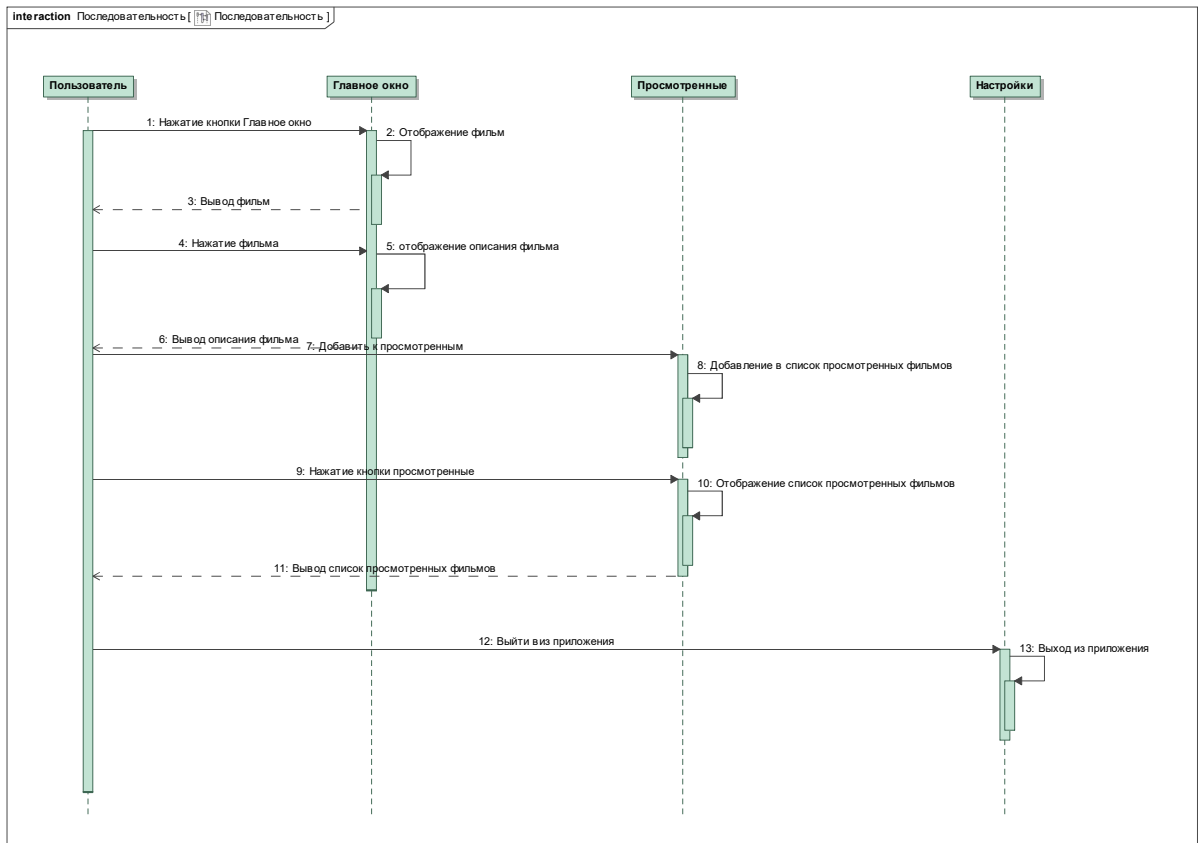 interaction Последовательность [ Последовательность ]
Пользователь
Главное окно
Просмотренные
Настройки
1: Нажатие кнопки Главное окно
2: Отображение фильм
3: Вывод фильм
4: Нажатие фильма
5: отображение описания фильма
6: Вывод описания фильма
7: Добавить к просмотренным
8: Добавление в список просмотренных фильмов
9: Нажатие кнопки просмотренные
10: Отображение список просмотренных фильмов
11: Вывод список просмотренных фильмов
12: Выйти виз приложения
13: Выход из приложения